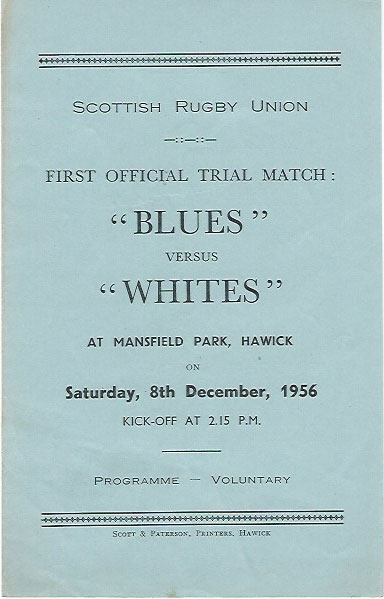 SCOTTISH RUGBY UNION
FIRST OFFICIAL TRIAL MATCH :
"BLUES"
VERSUS
"WHITES"
AT MANSFIELD PARK, HAWICK
ON
Saturday, 8th December, 1956
KICK-OFF AT 2.15 P.M.
PROGRAMME — VOLUNTARY
SCOTT & PATERSON, PRINTERS, HAWICK